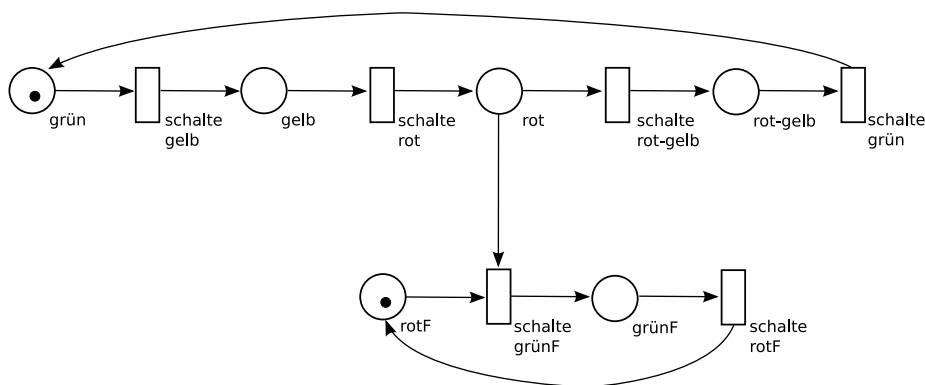 grün
schalte
gelb
gelb
schalte
rot
rot
schalte
rot-gelb
rot-gelb
schalte
grün
rotF
schalte
grünF
grünF
schalte
rotF